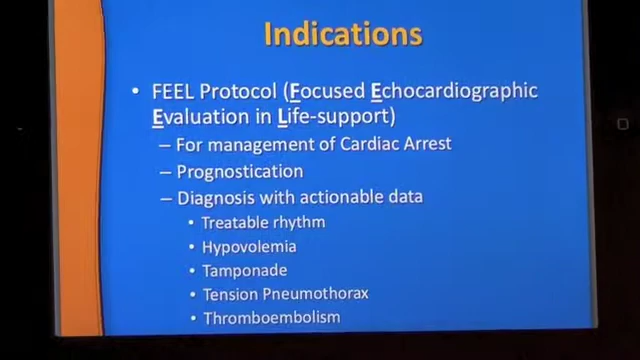 Indications
• FEEL Protocol (Focused Echocardiographic
Evaluation in Life-support)
– For management of Cardiac Arrest
– Prognostication
– Diagnosis with actionable data
• Treatable rhythm
• Hypovolemia
• Tamponade
• Tension Pneumothorax
• Thromboembolism